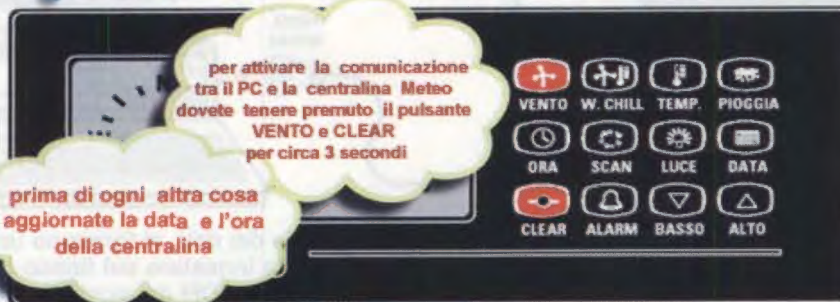 per attivare la comunicazione
tra il PC e la centralina Meteo
dovete tenere premuto il pulsante
VENTO e CLEAR
per circa 3 secondi
prima di ogni altra cosa
aggiornate la data e l'ora
della centralina
VENTO W. CHILL TEMP. PIOGGIA
ORA SCAN LUCE DATA
CLEAR ALARM BASSO ALTO